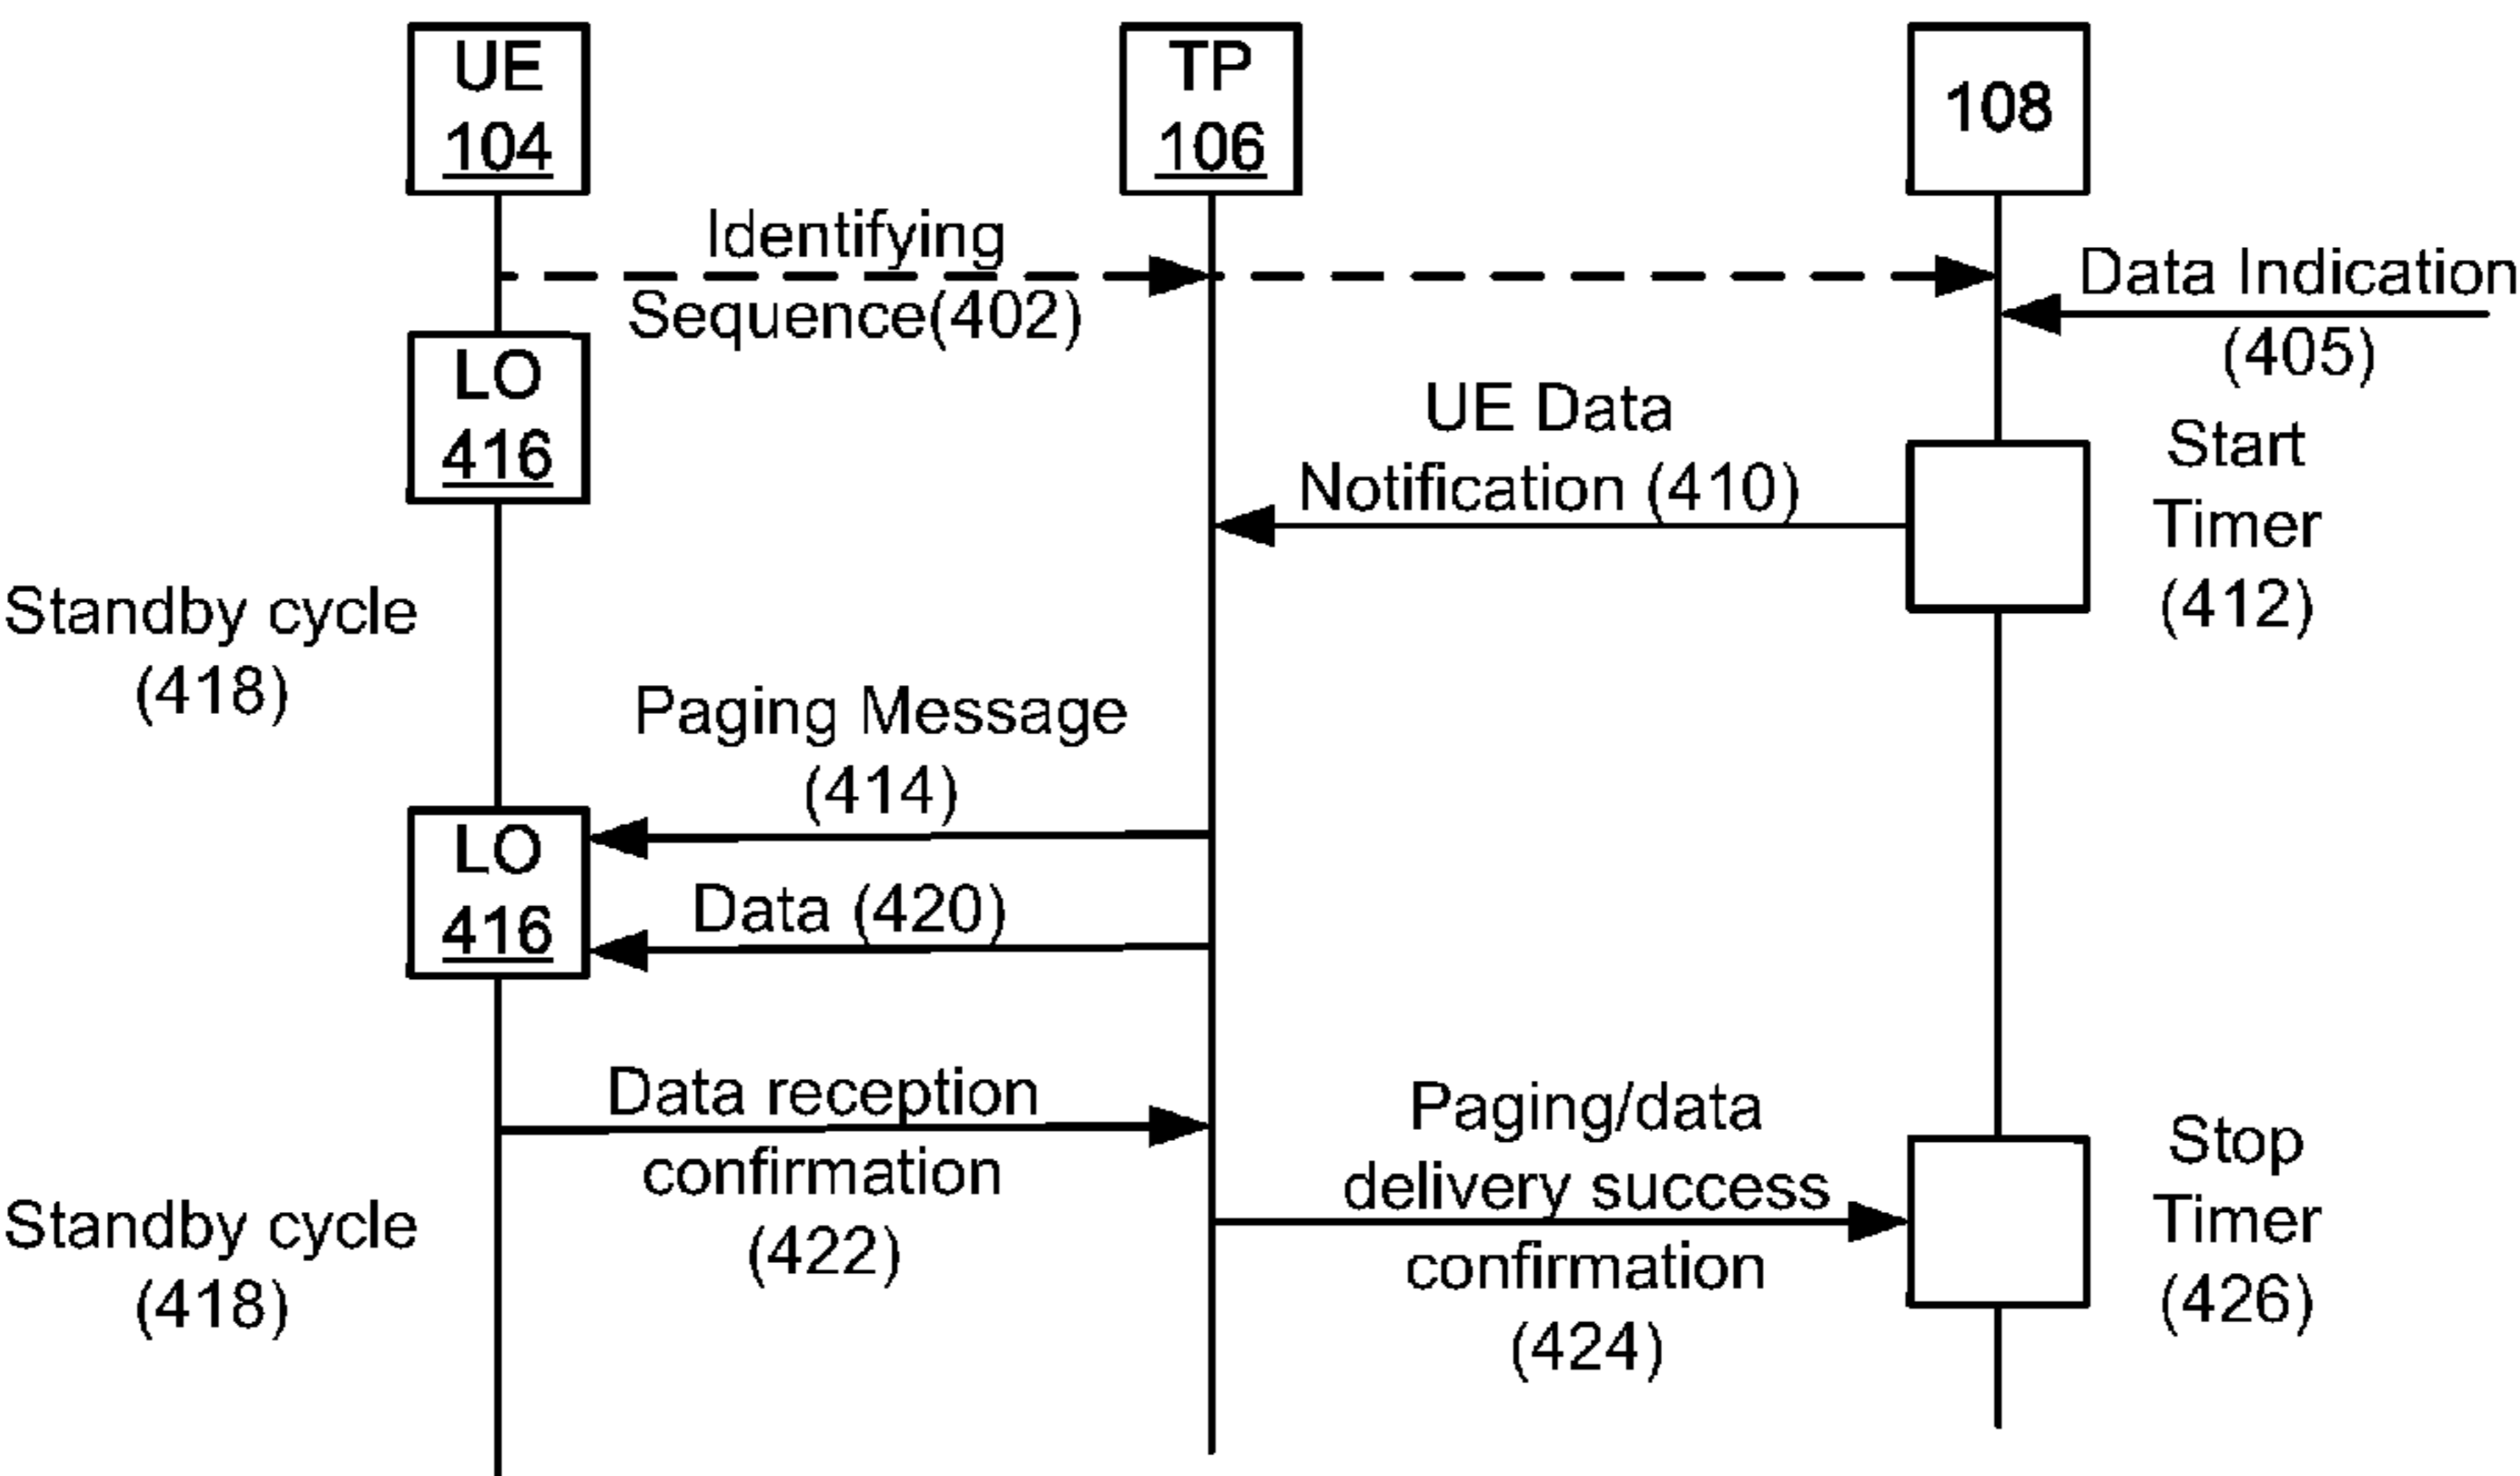 UE
104
TP
106
108
Identifying
Sequence(402)
Data Indication
(405)
LO
416
UE Data
Notification (410)
Start
Timer
(412)
Standby cycle
(418)
Paging Message
(414)
LO
416
Data (420)
Data reception
confirmation
(422)
Paging/data
delivery success
confirmation
(424)
Stop
Timer
(426)
Standby cycle
(418)